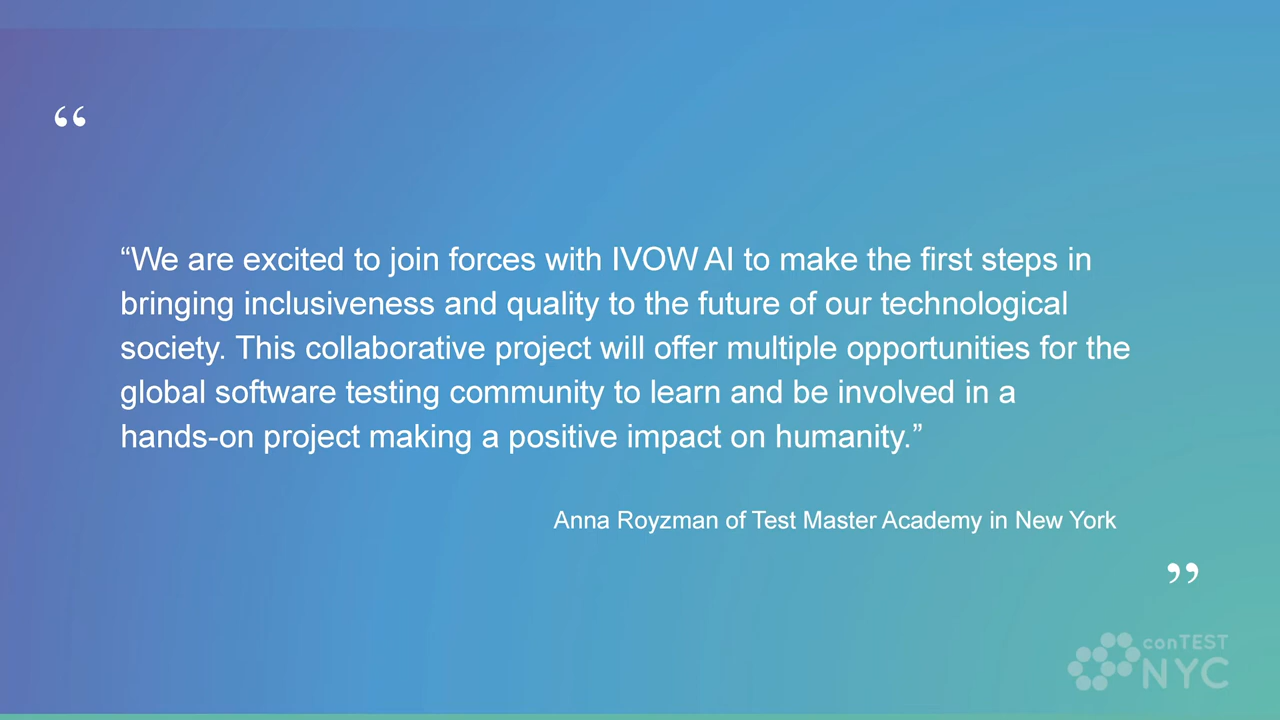 “
“We are excited to join forces with IVOW AI to make the first steps in
bringing inclusiveness and quality to the future of our technological
society. This collaborative project will offer multiple opportunities for the
global software testing community to learn and be involved in a
hands-on project making a positive impact on humanity.”
Anna Royzman of Test Master Academy in New York
”
conTEST
NYC